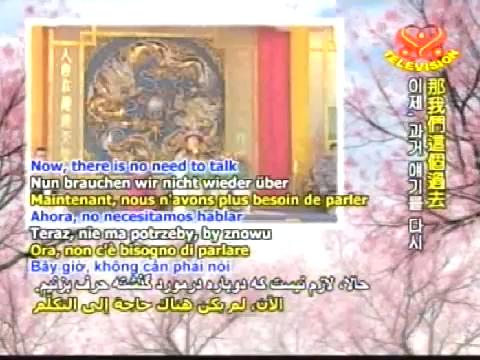 TELEVISION
那我們這個過去
이제, 과거 얘기를 다시
Now, there is no need to talk
Nun brauchen wir nicht wieder über
Maintenant, nous n'avons plus besoin de parler
Ahora, no necesitamos hablar
Teraz, nie ma potrzeby, by znowu
Ora, non c'è bisogno di parlare
Bây giờ, không cần phải nói
حالا، لازم نیست که دوباره درمورد گذشته حرف بزنیم.
الآن، لم یکن هناك حاجة إلى التكلم